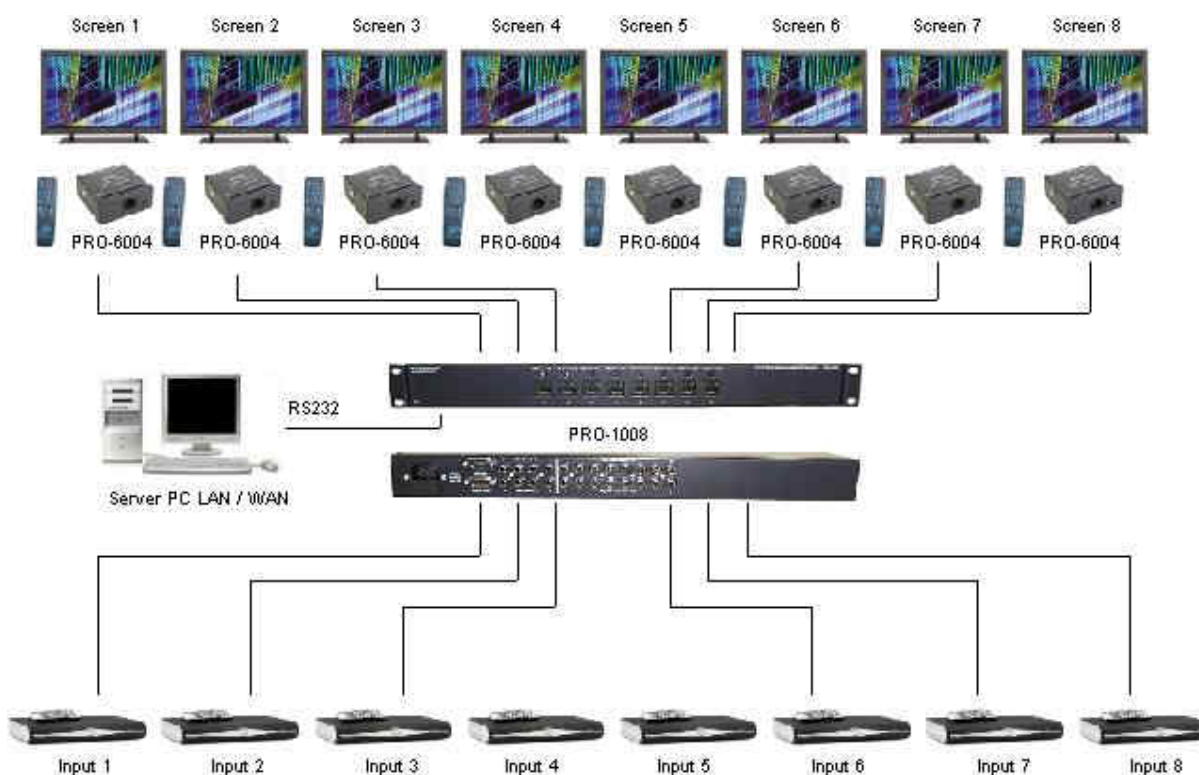 Screen 1 Screen 2 Screen 3 Screen 4 Screen 5 Screen 6 Screen 7 Screen 8
PRO-6004 PRO-6004 PRO-6004 PRO-6004 PRO-6004 PRO-6004 PRO-6004 PRO-6004
RS232
PRO-1008
Server PC LAN / WAN
Input 1 Input 2 Input 3 Input 4 Input 5 Input 6 Input 7 Input 8